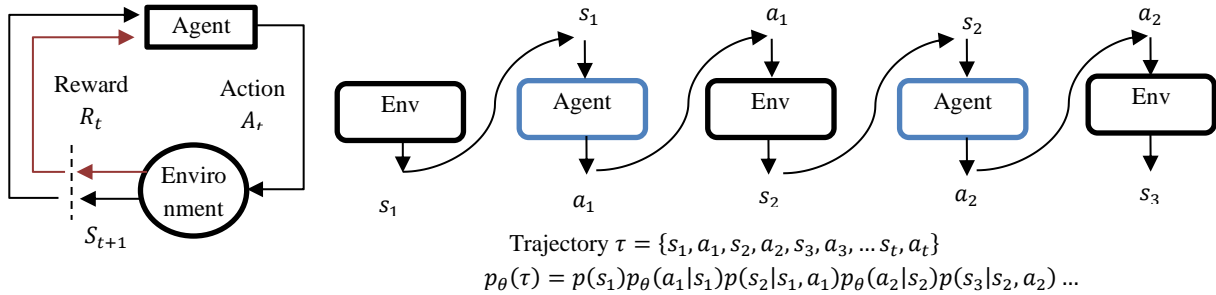 Agent
Reward
R_t
Action
A_t
Enviro
nment
S_{t+1}
s_1 a_1 s_2 a_2
Env Agent Env Agent Env
s_1 a_1 s_2 a_2 s_3
Trajectory τ = {s_1, a_1, s_2, a_2, s_3, a_3, … s_t, a_t}
p_θ(τ) = p(s_1)p_θ(a_1|s_1)p(s_2|s_1, a_1)p_θ(a_2|s_2)p(s_3|s_2, a_2) …